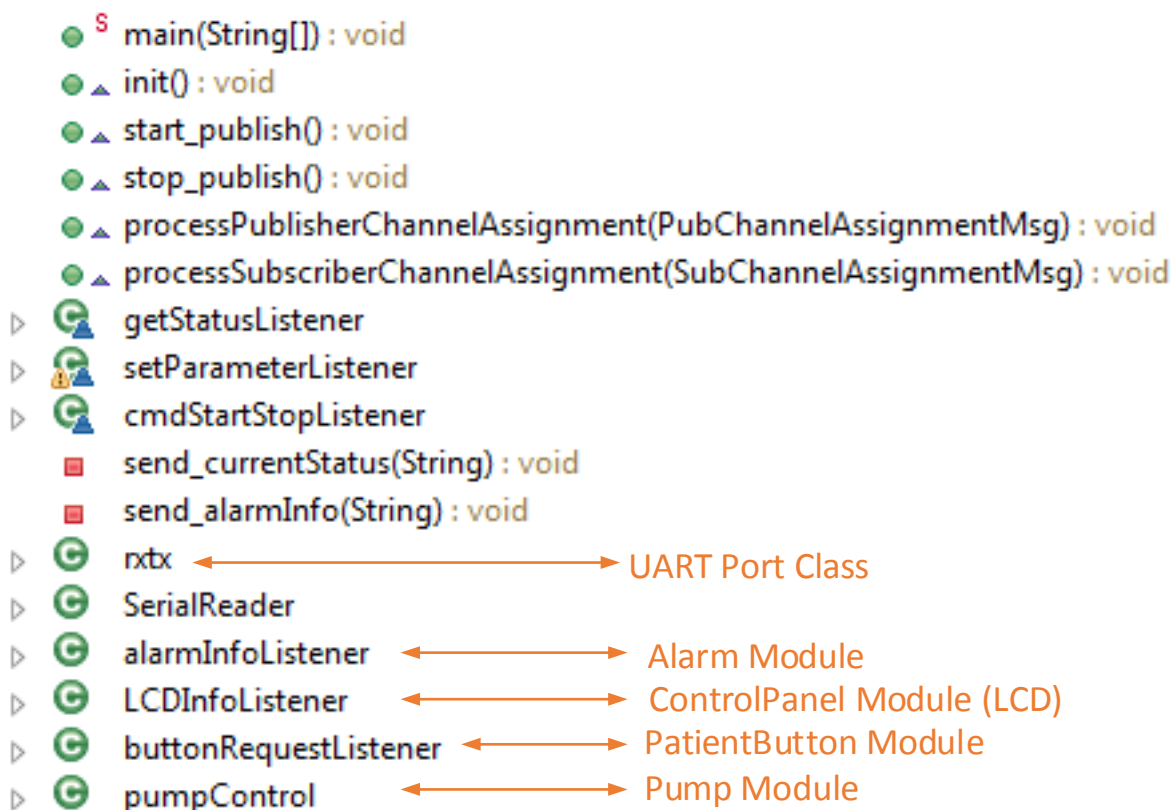 S main(String[]) : void
init() : void
start_publish() : void
stop_publish() : void
processPublisherChannelAssignment(PubChannelAssignmentMsg) : void
processSubscriberChannelAssignment(SubChannelAssignmentMsg) : void
C getStatusListener
C setParameterListener
C cmdStartStopListener
send_currentStatus(String) : void
send_alarmInfo(String) : void
C rxtx UART Port Class
C SerialReader
C alarmInfoListener Alarm Module
C LCDInfoListener ControlPanel Module (LCD)
C buttonRequestListener PatientButton Module
C pumpControl Pump Module